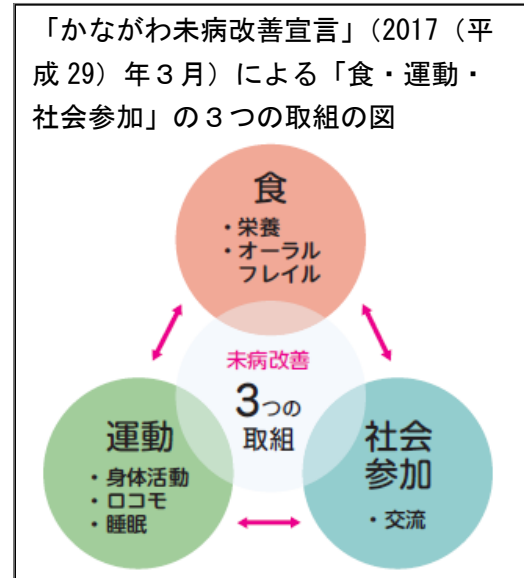 「かながわ未病改善宣言」(2017(平
成 29)年３月)による「食・運動・
社会参加」の３つの取組の図
食
・栄養
・オーラル
フレイル
未病改善
3つの
取組
運動
・身体活動
・ロコモ
・睡眠
社会
参加
・交流